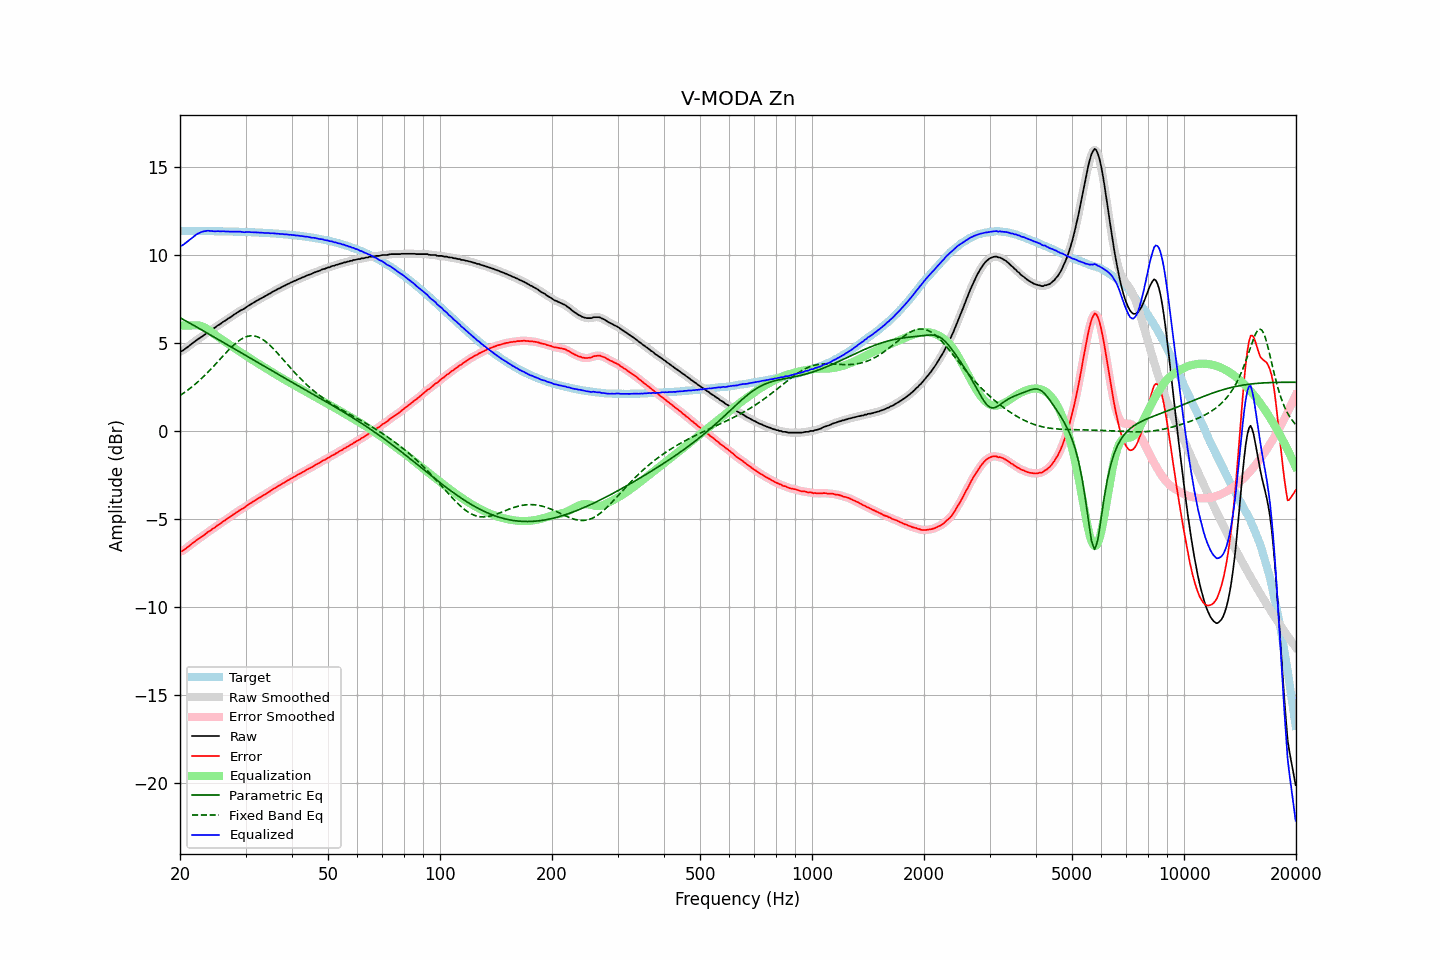 V-MODA Zn
Amplitude (dBr)
15
10
5
0
−5
−10
−15
−20
Target
Raw Smoothed
Error Smoothed
Raw
Error
Equalization
Parametric Eq
Fixed Band Eq
Equalized
20 50 100 200 500 1000 2000 5000 10000 20000
Frequency (Hz)